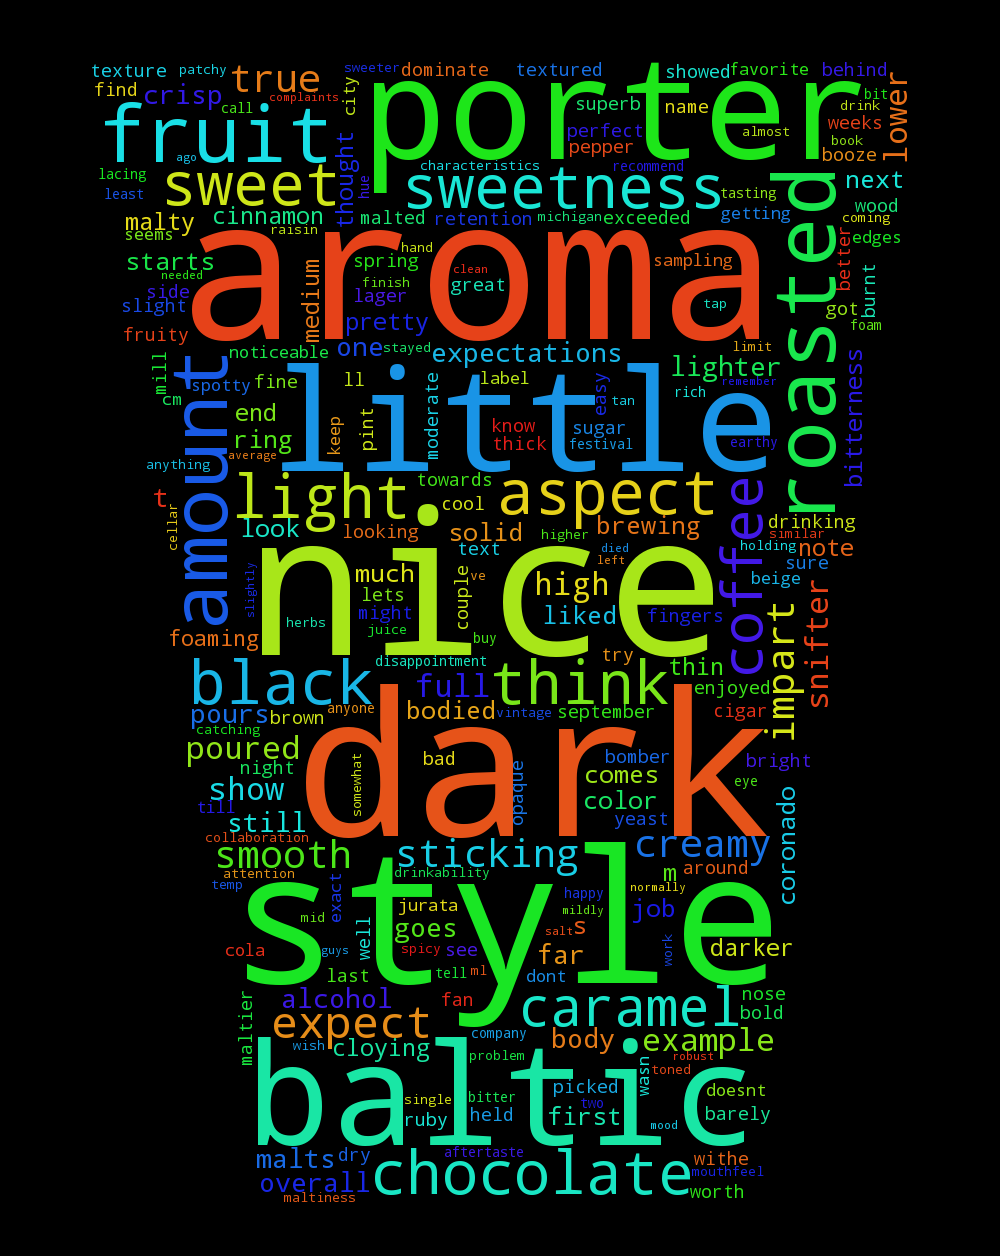 texture patchy true sweeter dominate textured showed favorite behind
find crisp call complaints city porter superb name bit drink lower
fruit ago perfect pepper almost weeks book booze
lacing least sweet thought hue characteristics recommend sweetness tasting next wood
malty cinnamon raisin malted retention michigan exceeded getting coming edges
seems starts needed aroma hand spring clean finish great sampling tap better burnt roasted
side slight medium lager pretty got foam
fruity noticeable one stayed expectations limit lighter
mill cm spotty fine ll label easy tan rich remember bitterness
amount end ring average keep pint moderate little know thick sugar festival earthy
anything t light towards aspect coffee
cellar look looking cool solid text higher brewing drinking similar note
nice much lets might juice couple ve died left high liked fingers holding sure beige
slightly herbs foaming buy try impart snifter
black disappointment full think thin enjoyed
pours brown anyone bodied vintage september cigar
catching poured night dark somewhat bad opaque bomber comes color bright eye
show till still yeast coronado
collaboration smooth sticking creamy m around
temp attention exact drinkability happy mildly normally job
style mid jurata goes salt s darker
cola guys well spicy see far work
last tell ml dont
maltier alcohol fan caramel nose bold
expect wish cloying company body example
baltic problem wasn robust toned
single bitter picked two doesnt
ruby held first mood barely
malts dry aftertaste withe
overall maltiness chocolate mouthfeel worth